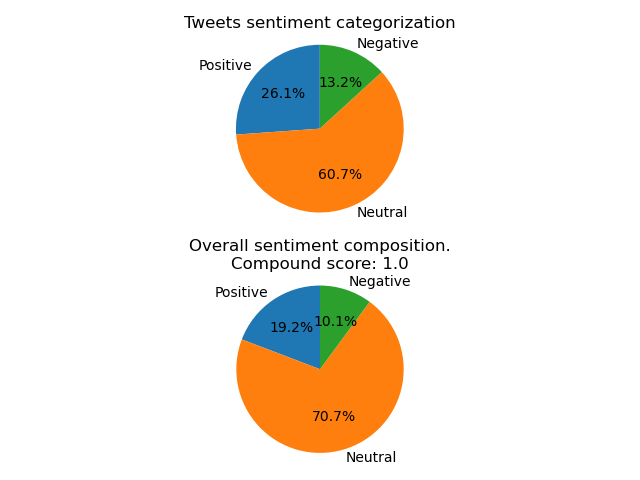 Tweets sentiment categorization
Negative
Positive
13.2%
26.1%
60.7%
Neutral
Overall sentiment composition.
Compound score: 1.0
Negative
Positive
10.1%
19.2%
70.7%
Neutral